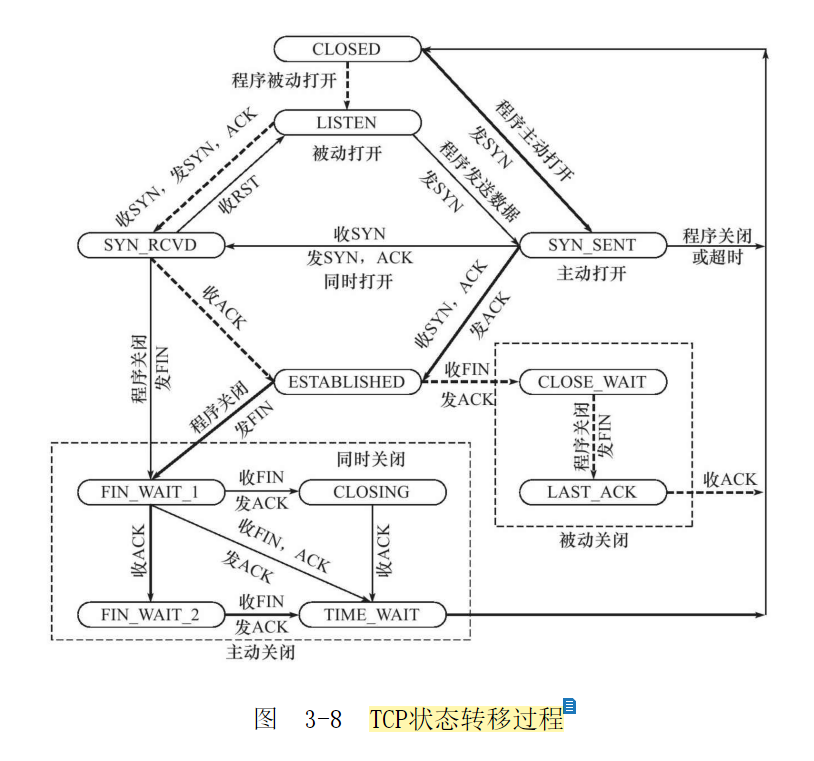 CLOSED
程序被动打开
LISTEN
被动打开
收SYN，发SYN，ACK
收RST
程序发送数据
发SYN
程序主动打开
发SYN
SYN_RCVD
收SYN
发SYN，ACK
同时打开
SYN_SENT
主动打开
程序关闭
或超时
收ACK
收SYN，ACK
发ACK
程序关闭
发FIN
ESTABLISHED
收FIN
发ACK
CLOSE_WAIT
程序关闭
发FIN
程序关闭
发FIN
LAST_ACK
收ACK
被动关闭
同时关闭
FIN_WAIT_1
收FIN
发ACK
CLOSING
收ACK
收FIN，ACK
发ACK
收ACK
FIN_WAIT_2
收FIN
发ACK
TIME_WAIT
主动关闭
图 3-8 TCP状态转移过程